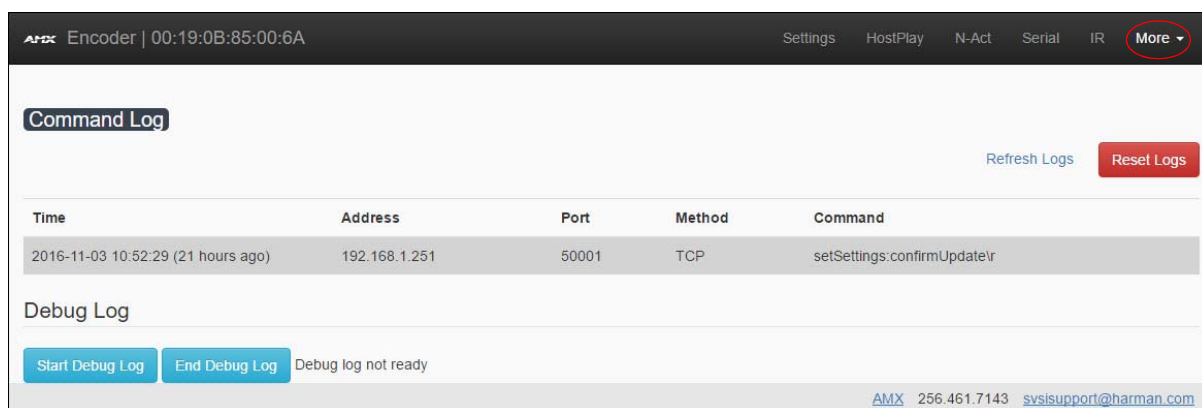 AMX Encoder | 00:19:0B:85:00:6A Settings HostPlay N-Act Serial IR More
Command Log
Refresh Logs Reset Logs
Time Address Port Method Command
2016-11-03 10:52:29 (21 hours ago) 192.168.1.251 50001 TCP setSettings:confirmUpdate\r
Debug Log
Start Debug Log End Debug Log Debug log not ready
AMX 256.461.7143 svsisupport@harman.com